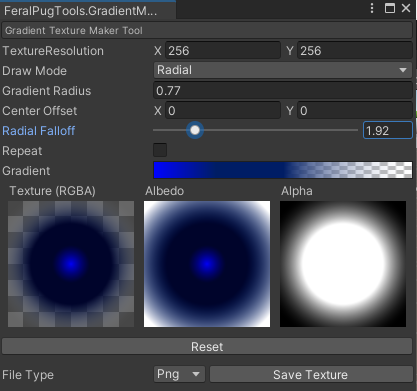 FeralPugTools.GradientM...
Gradient Texture Maker Tool
TextureResolution X 256 Y 256
Draw Mode Radial
Gradient Radius 0.77
Center Offset X 0 Y 0
Radial Falloff 1.92
Repeat
Gradient
Texture (RGBA) Albedo Alpha
Reset
File Type Png Save Texture